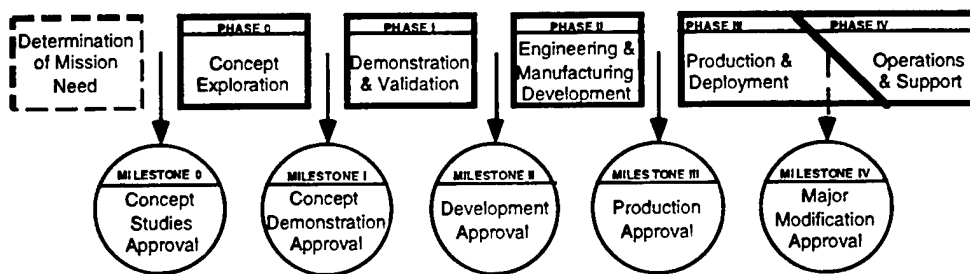 Determination
of Mission
Need
PHASE 0
Concept
Exploration
PHASE I
Demonstration
& Validation
PHASE II
Engineering &
Manufacturing
Development
PHASE III
Production &
Deployment
PHASE IV
Operations
& Support
MILESTONE 0
Concept
Studies
Approval
MILESTONE I
Concept
Demonstration
Approval
MILESTONE II
Development
Approval
MILESTONE III
Production
Approval
MILESTONE IV
Major
Modification
Approval